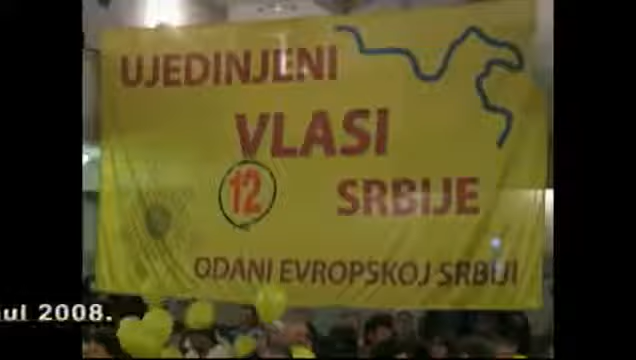 UJEDINJENI
VLASI
12 SRBIJE
ODANI EVROPSKOJ SRBIJI
2008.